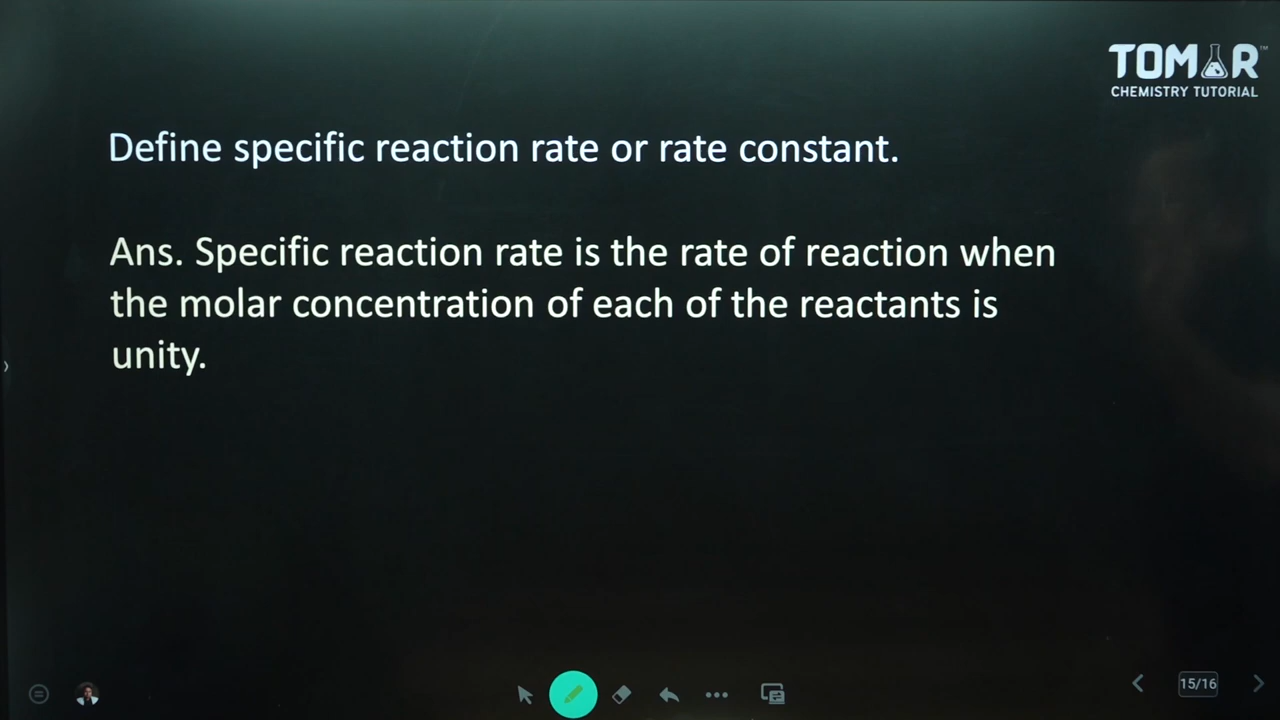 TOMAR™
CHEMISTRY TUTORIAL
Define specific reaction rate or rate constant.
Ans. Specific reaction rate is the rate of reaction when
the molar concentration of each of the reactants is
unity.
15/16